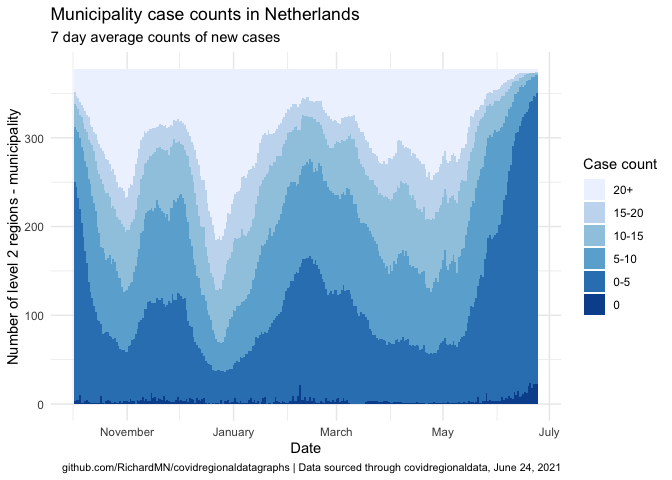 Municipality case counts in Netherlands
7 day average counts of new cases
Number of level 2 regions - municipality
300
200
100
0
November
January
March
May
July
Date
Case count
20+
15-20
10-15
5-10
0-5
0
github.com/RichardMN/covidregionaldatagraphs | Data sourced through covidregionaldata, June 24, 2021